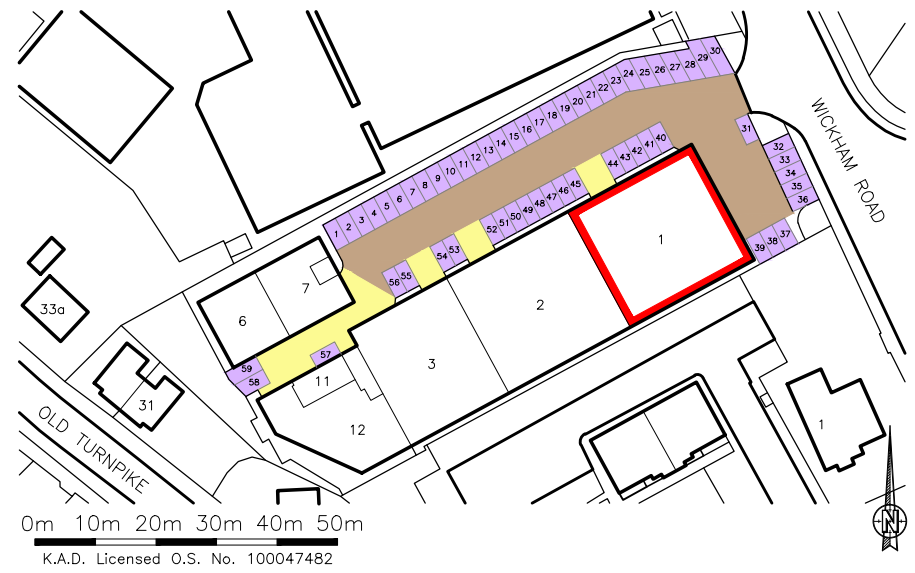 WICKHAM ROAD
1 2 3 4 5 6 7 8 9 10 11 12 13 14 15 16 17 18 19 20 21 22 23 24 25 26 27 28 29 30
31
32
33
34
35
36
39 38 37
44 43 42 41 40
52 51 50 49 48 47 46 45
54 53
56 55
57
59
58
1
2
3
6
7
11
12
33a
31
1
OLD TURNPIKE
N
0m 10m 20m 30m 40m 50m
K.A.D. Licensed O.S. No. 100047482